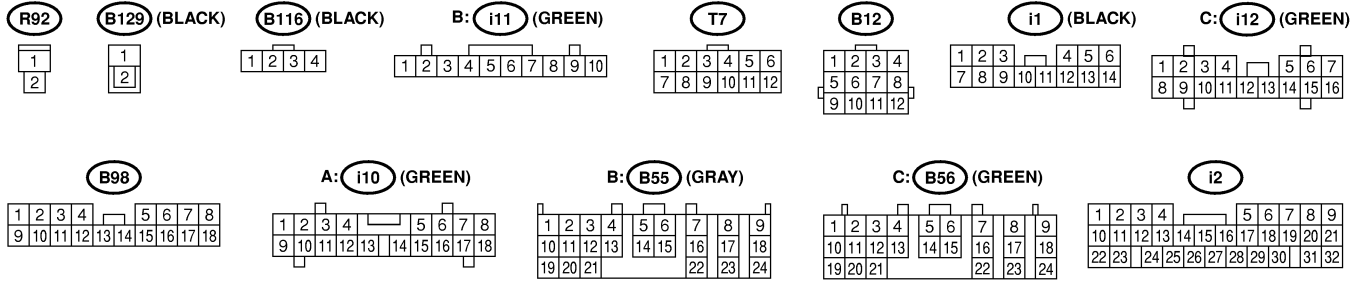 R92 B129 (BLACK) B116 (BLACK) B: i11 (GREEN) T7 B12 i1 (BLACK) C: i12 (GREEN)
1
2
1
2
1 2 3 4
1 2 3 4 5 6 7 8 9 10
1 2 3 4 5 6
7 8 9 10 11 12
1 2 3 4
5 6 7 8
9 10 11 12
1 2 3 4 5 6
7 8 9 10 11 12 13 14
1 2 3 4 5 6 7
8 9 10 11 12 13 14 15 16
B98 A: i10 (GREEN) B: B55 (GRAY) C: B56 (GREEN) i2
1 2 3 4 5 6 7 8
9 10 11 12 13 14 15 16 17 18
1 2 3 4 5 6 7 8
9 10 11 12 13 14 15 16 17 18
1 2 3 4 5 6 7 8 9
10 11 12 13 14 15 16 17 18
19 20 21 22 23 24
1 2 3 4 5 6 7 8 9
10 11 12 13 14 15 16 17 18
19 20 21 22 23 24
1 2 3 4 5 6 7 8 9
10 11 12 13 14 15 16 17 18 19 20 21
22 23 24 25 26 27 28 29 30 31 32